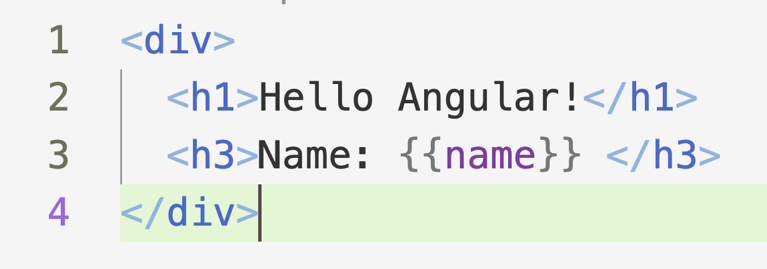 1 <div>
2 <h1>Hello Angular!</h1>
3 <h3>Name: {{name}} </h3>
4 </div>